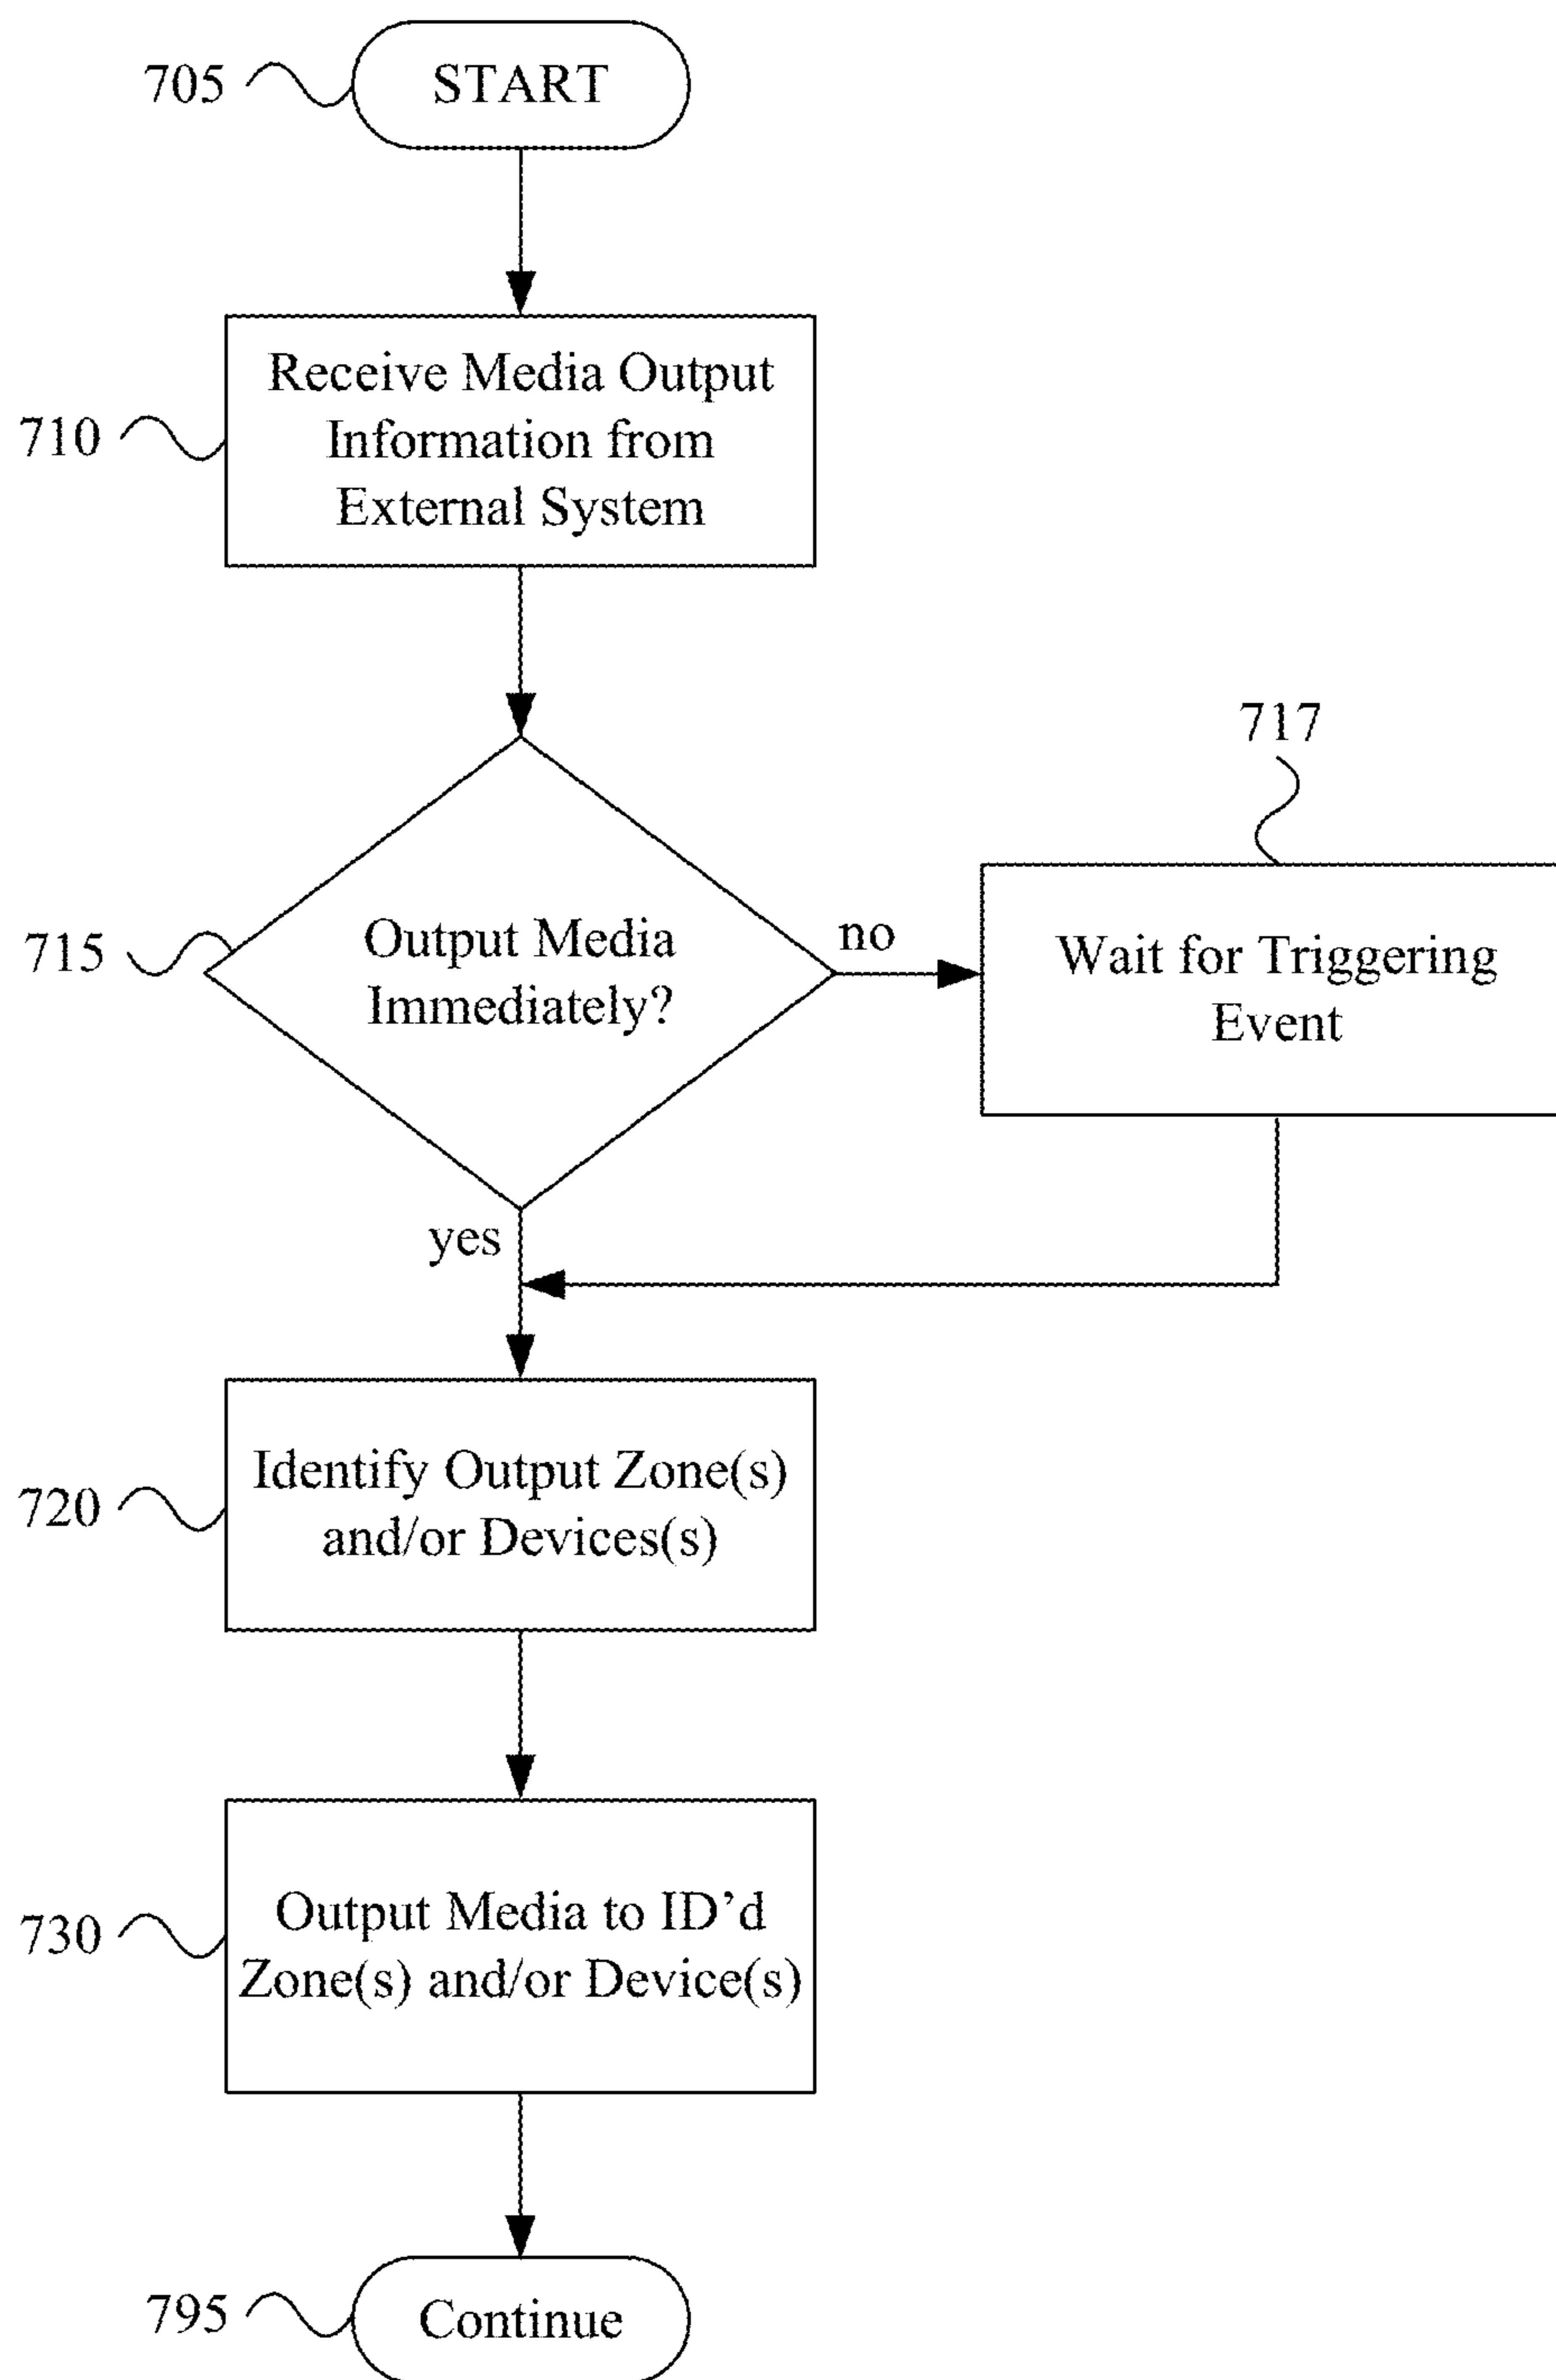 705
START
710
Receive Media Output
Information from
External System
717
715
Output Media
Immediately?
no
Wait for Triggering
Event
yes
720
Identify Output Zone(s)
and/or Devices(s)
730
Output Media to ID’d
Zone(s) and/or Device(s)
795
Continue